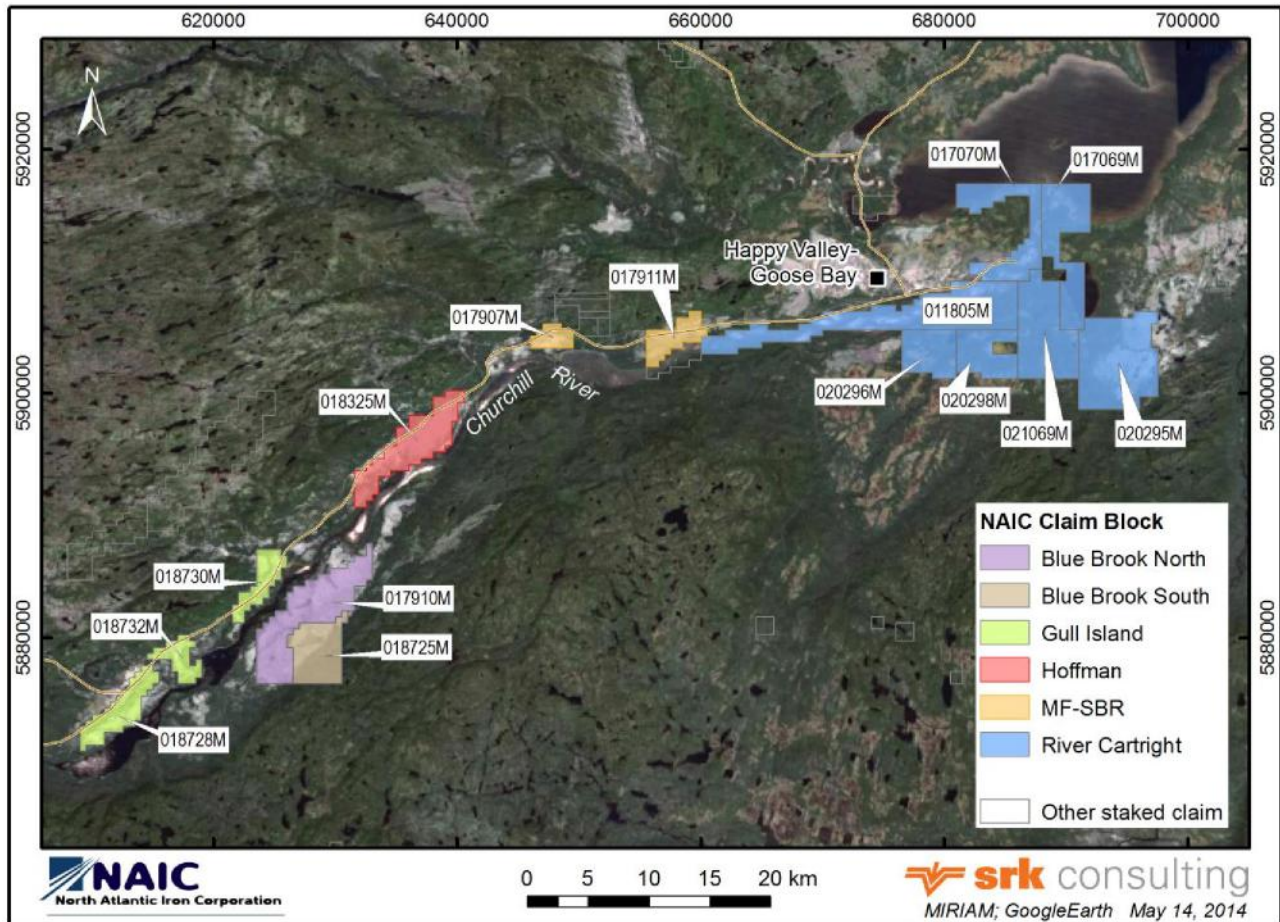 620000
640000
660000
680000
700000
N
5920000
5920000
017070M
017069M
Happy Valley-
Goose Bay
017911M
017907M
011805M
5900000
5900000
Churchill River
018325M
020296M
020298M
021069M
020295M
NAIC Claim Block
Blue Brook North
Blue Brook South
Gull Island
Hoffman
MF-SBR
River Cartright
Other staked claim
018730M
017910M
018732M
018725M
018728M
5880000
5880000
NAIC
North Atlantic Iron Corporation
0 5 10 15 20 km
srk consulting
MIRIAM; GoogleEarth May 14, 2014